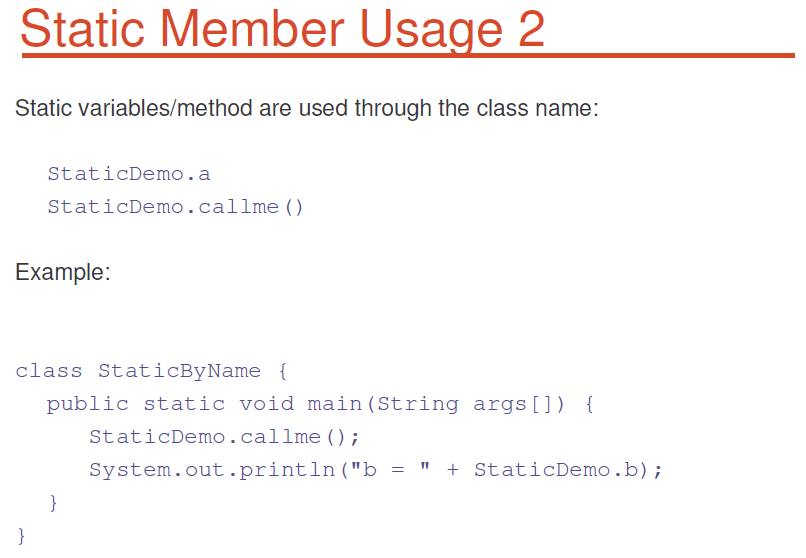 Static Member Usage 2
Static variables/method are used through the class name:
StaticDemo.a
StaticDemo.callme()
Example:
class StaticByName {
public static void main(String args[]) {
StaticDemo.callme();
System.out.println("b = " + StaticDemo.b);
}
}